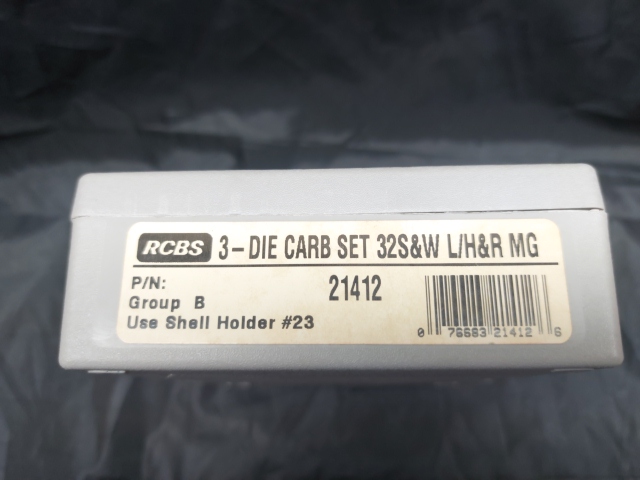 RCBS 3-DIE CARB SET 32S&W L/H&R MG
P/N: 21412
Group B
Use Shell Holder #23
0 76683 21412 6